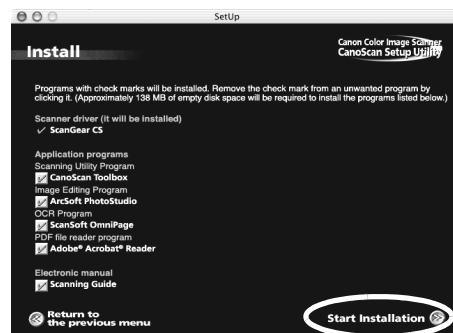 SetUp
Install
Canon Color Image Scanner
CanoScan Setup Utility
Programs with check marks will be installed. Remove the check mark from an unwanted program by
clicking it. (Approximately 138 MB of empty disk space will be required to install the programs listed below.)
Scanner driver (it will be installed)
ScanGear CS
Application programs
Scanning Utility Program
CanoScan Toolbox
Image Editing Program
ArcSoft PhotoStudio
OCR Program
ScanSoft OmniPage
PDF file reader program
Adobe® Acrobat® Reader
Electronic manual
Scanning Guide
Return to
the previous menu
Start Installation